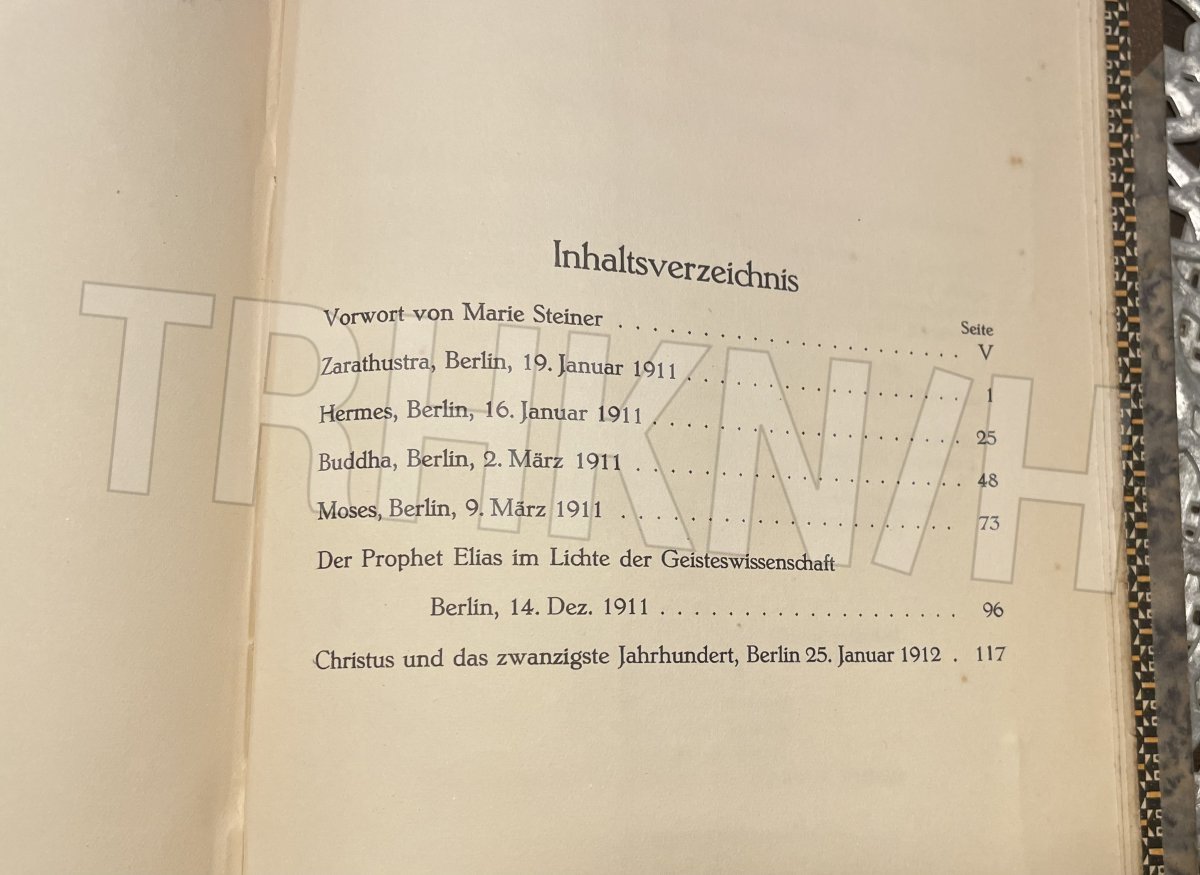 Inhaltsverzeichnis
Seite
Vorwort von Marie Steiner . . . . . . . . . . . . . . . . . . . . V
Zarathustra, Berlin, 19. Januar 1911 . . . . . . . . . . . . . . . . 1
Hermes, Berlin, 16. Januar 1911 . . . . . . . . . . . . . . . . . . 25
Buddha, Berlin, 2. März 1911 . . . . . . . . . . . . . . . . . . . 48
Moses, Berlin, 9. März 1911 . . . . . . . . . . . . . . . . . . . . 73
Der Prophet Elias im Lichte der Geisteswissenschaft
Berlin, 14. Dez. 1911 . . . . . . . . . . . . . . . . . . 96
Christus und das zwanzigste Jahrhundert, Berlin 25. Januar 1912 . 117
TRHKN/H